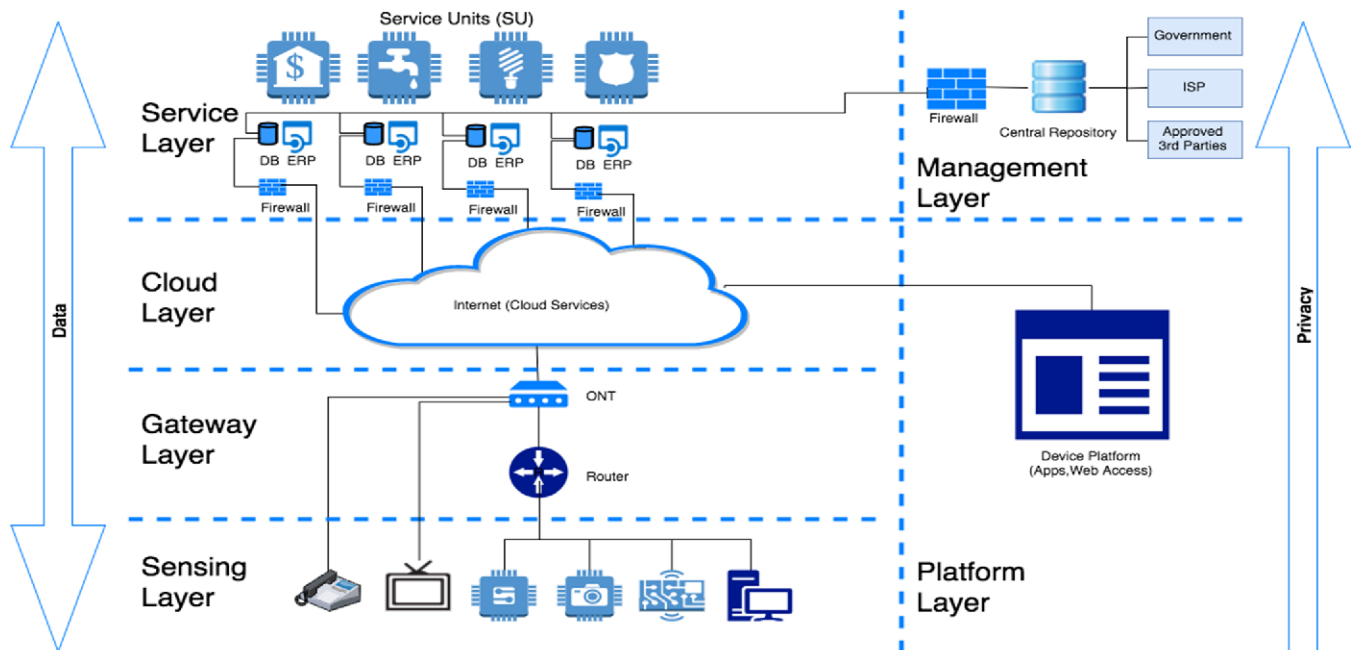 Service Units (SU)
$
Service
Layer
DB ERP
DB ERP
DB ERP
DB ERP
Firewall
Firewall
Firewall
Firewall
Firewall
Central Repository
Government
ISP
Approved
3rd Parties
Management
Layer
Cloud
Layer
Internet (Cloud Services)
Data
Privacy
Gateway
Layer
ONT
Router
Device Platform
(Apps,Web Access)
Sensing
Layer
Platform
Layer